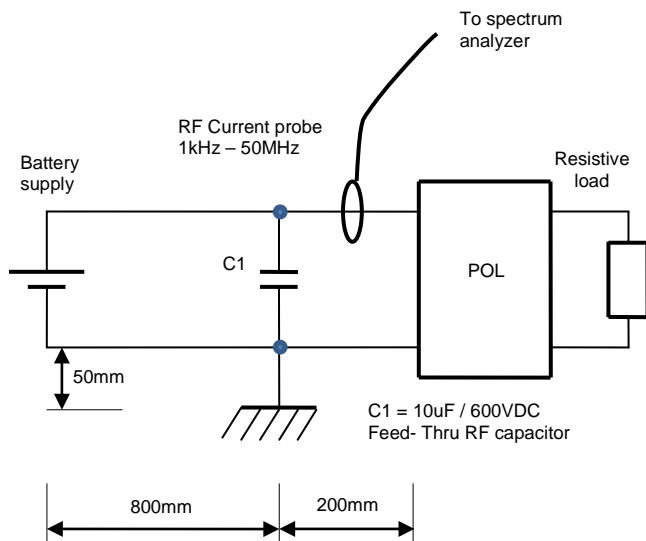 To spectrum
analyzer
RF Current probe
1kHz – 50MHz
Battery
supply
Resistive
load
C1
POL
50mm
C1 = 10uF / 600VDC
Feed- Thru RF capacitor
800mm
200mm